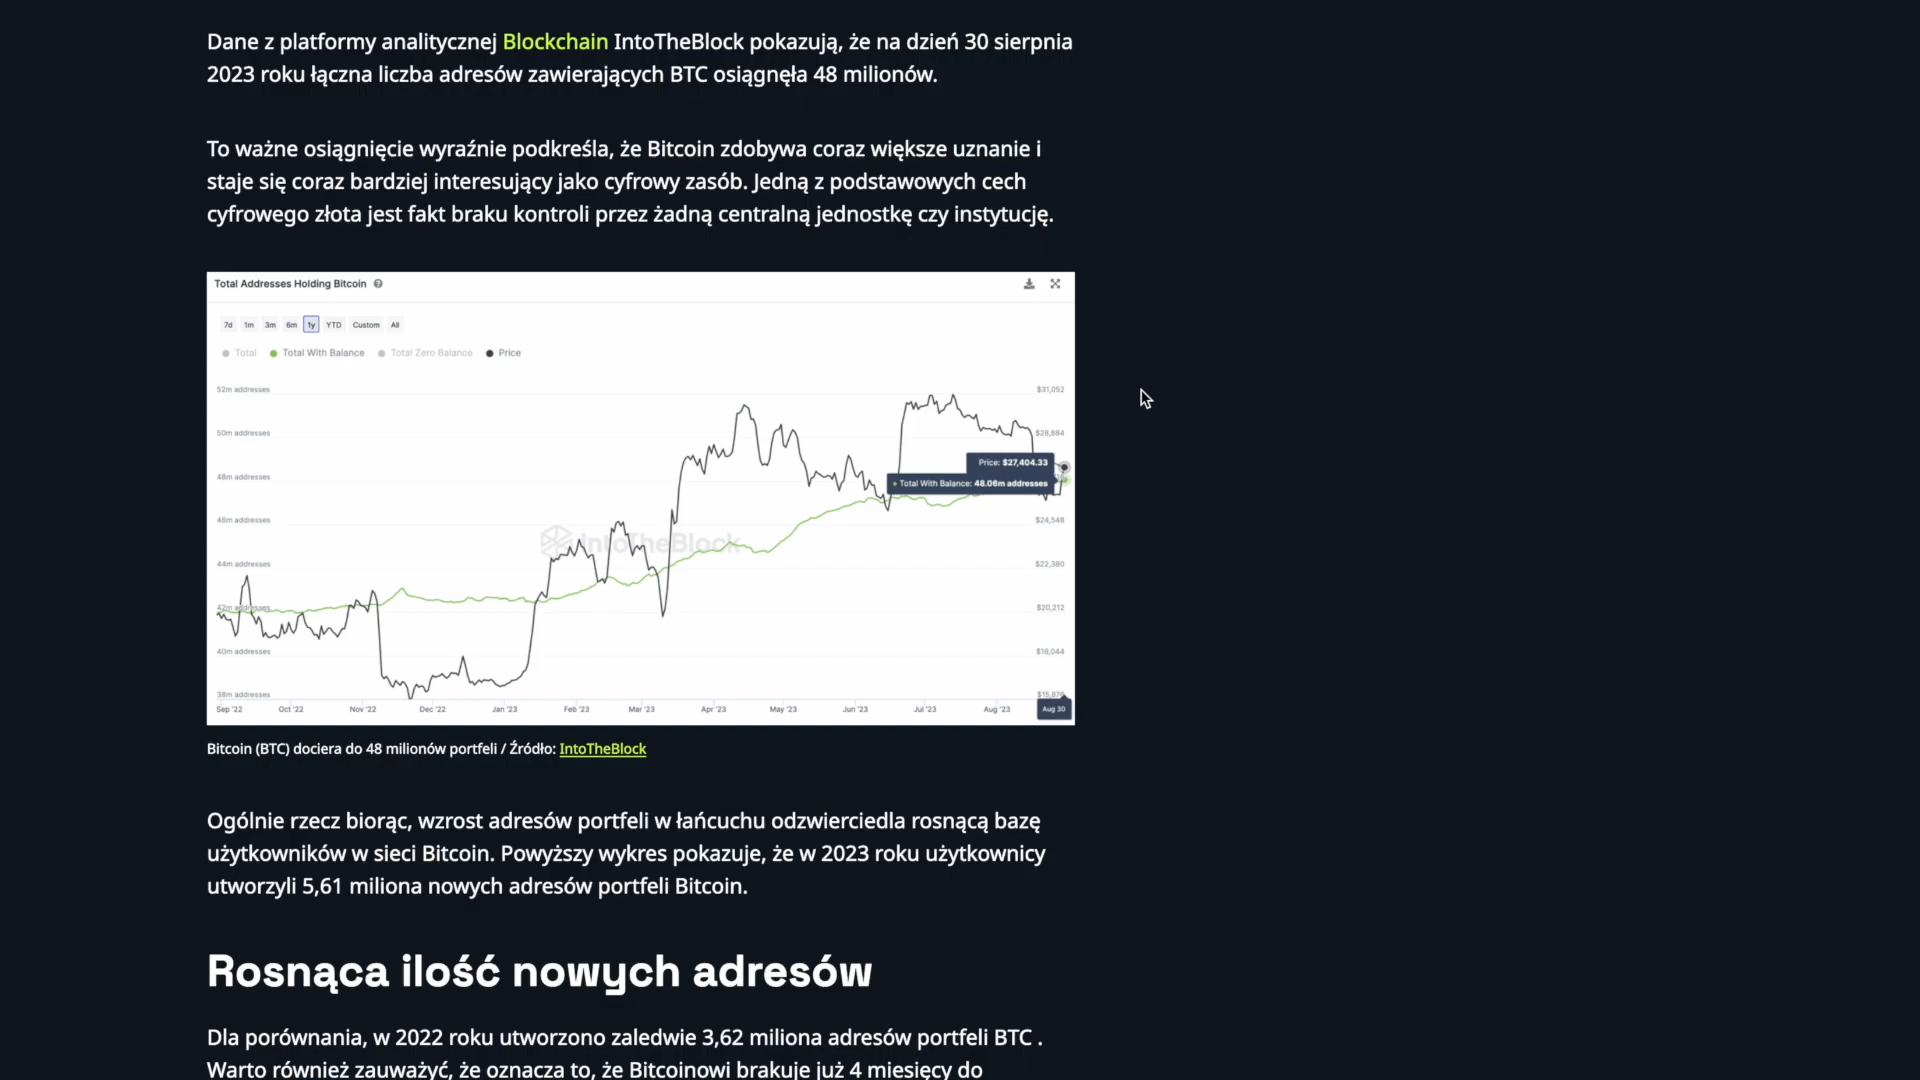 Dane z platformy analitycznej Blockchain IntoTheBlock pokazują, że na dzień 30 sierpnia
2023 roku łączna liczba adresów zawierających BTC osiągnęła 48 milionów.
To ważne osiągnięcie wyraźnie podkreśla, że Bitcoin zdobywa coraz większe uznanie i
staje się coraz bardziej interesujący jako cyfrowy zasób. Jedną z podstawowych cech
cyfrowego złota jest fakt braku kontroli przez żadną centralną jednostkę czy instytucję.
Total Addresses Holding Bitcoin
7d 1m 3m 6m 1y YTD Custom All
Total Total With Balance Total Zero Balance Price
52m addresses $31,052
50m addresses $28,884
Price: $27,404.33
48m addresses
Total With Balance: 48.06m addresses
46m addresses $24,548
IntoTheBlock
44m addresses $22,380
42m addresses $20,212
40m addresses $18,044
38m addresses $15,876
Sep '22 Oct '22 Nov '22 Dec '22 Jan '23 Feb '23 Mar '23 Apr '23 May '23 Jun '23 Jul '23 Aug '23 Aug 30
Bitcoin (BTC) dociera do 48 milionów portfeli / Źródło: IntoTheBlock
Ogólnie rzecz biorąc, wzrost adresów portfeli w łańcuchu odzwierciedla rosnącą bazę
użytkowników w sieci Bitcoin. Powyższy wykres pokazuje, że w 2023 roku użytkownicy
utworzyli 5,61 miliona nowych adresów portfeli Bitcoin.
Rosnąca ilość nowych adresów
Dla porównania, w 2022 roku utworzono zaledwie 3,62 miliona adresów portfeli BTC .
Warto również zauważyć, że oznacza to, że Bitcoinowi brakuje już 4 miesięcy do